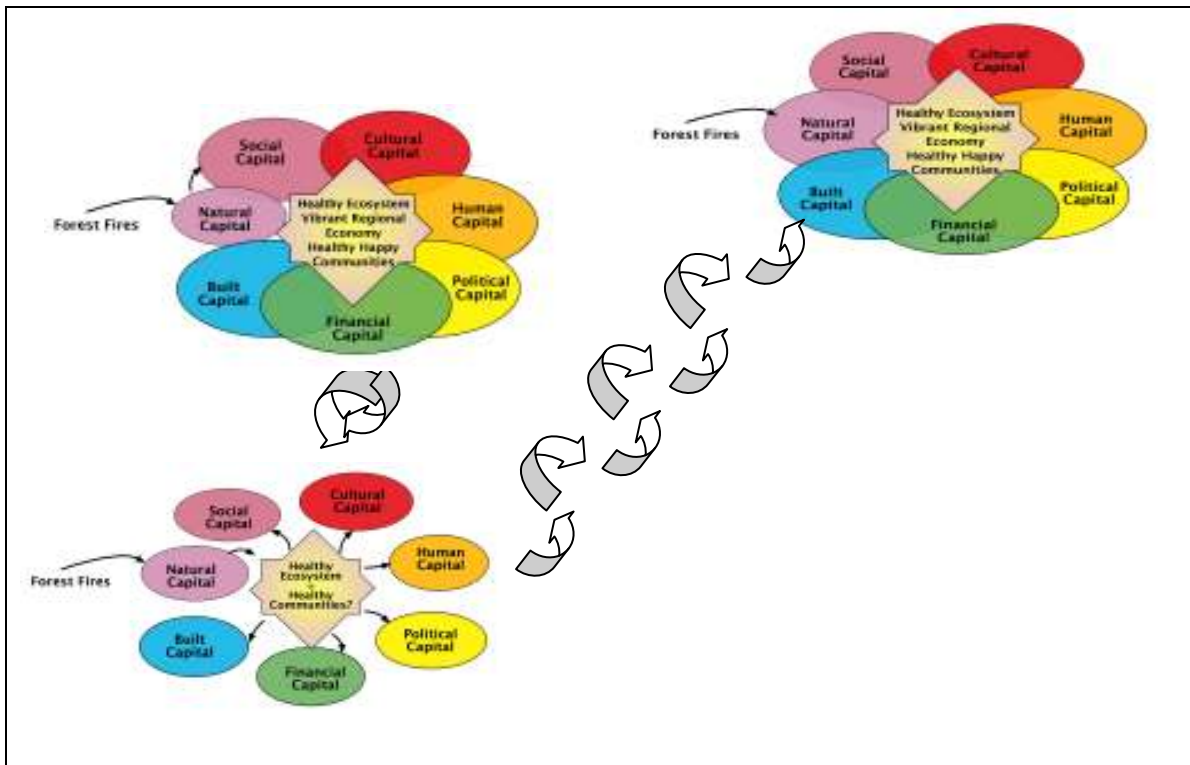 Social
Capital
Cultural
Capital
Forest Fires
Natural
Capital
Healthy Ecosystem
Vibrant Regional
Economy
Healthy Happy
Communities
Human
Capital
Built
Capital
Political
Capital
Financial
Capital
Social
Capital
Cultural
Capital
Forest Fires
Natural
Capital
Healthy Ecosystem
Vibrant Regional
Economy
Healthy Happy
Communities
Human
Capital
Built
Capital
Political
Capital
Financial
Capital
Cultural
Capital
Social
Capital
Forest Fires
Natural
Capital
Healthy
Ecosystem
+
Healthy
Communities?
Human
Capital
Built
Capital
Political
Capital
Financial
Capital